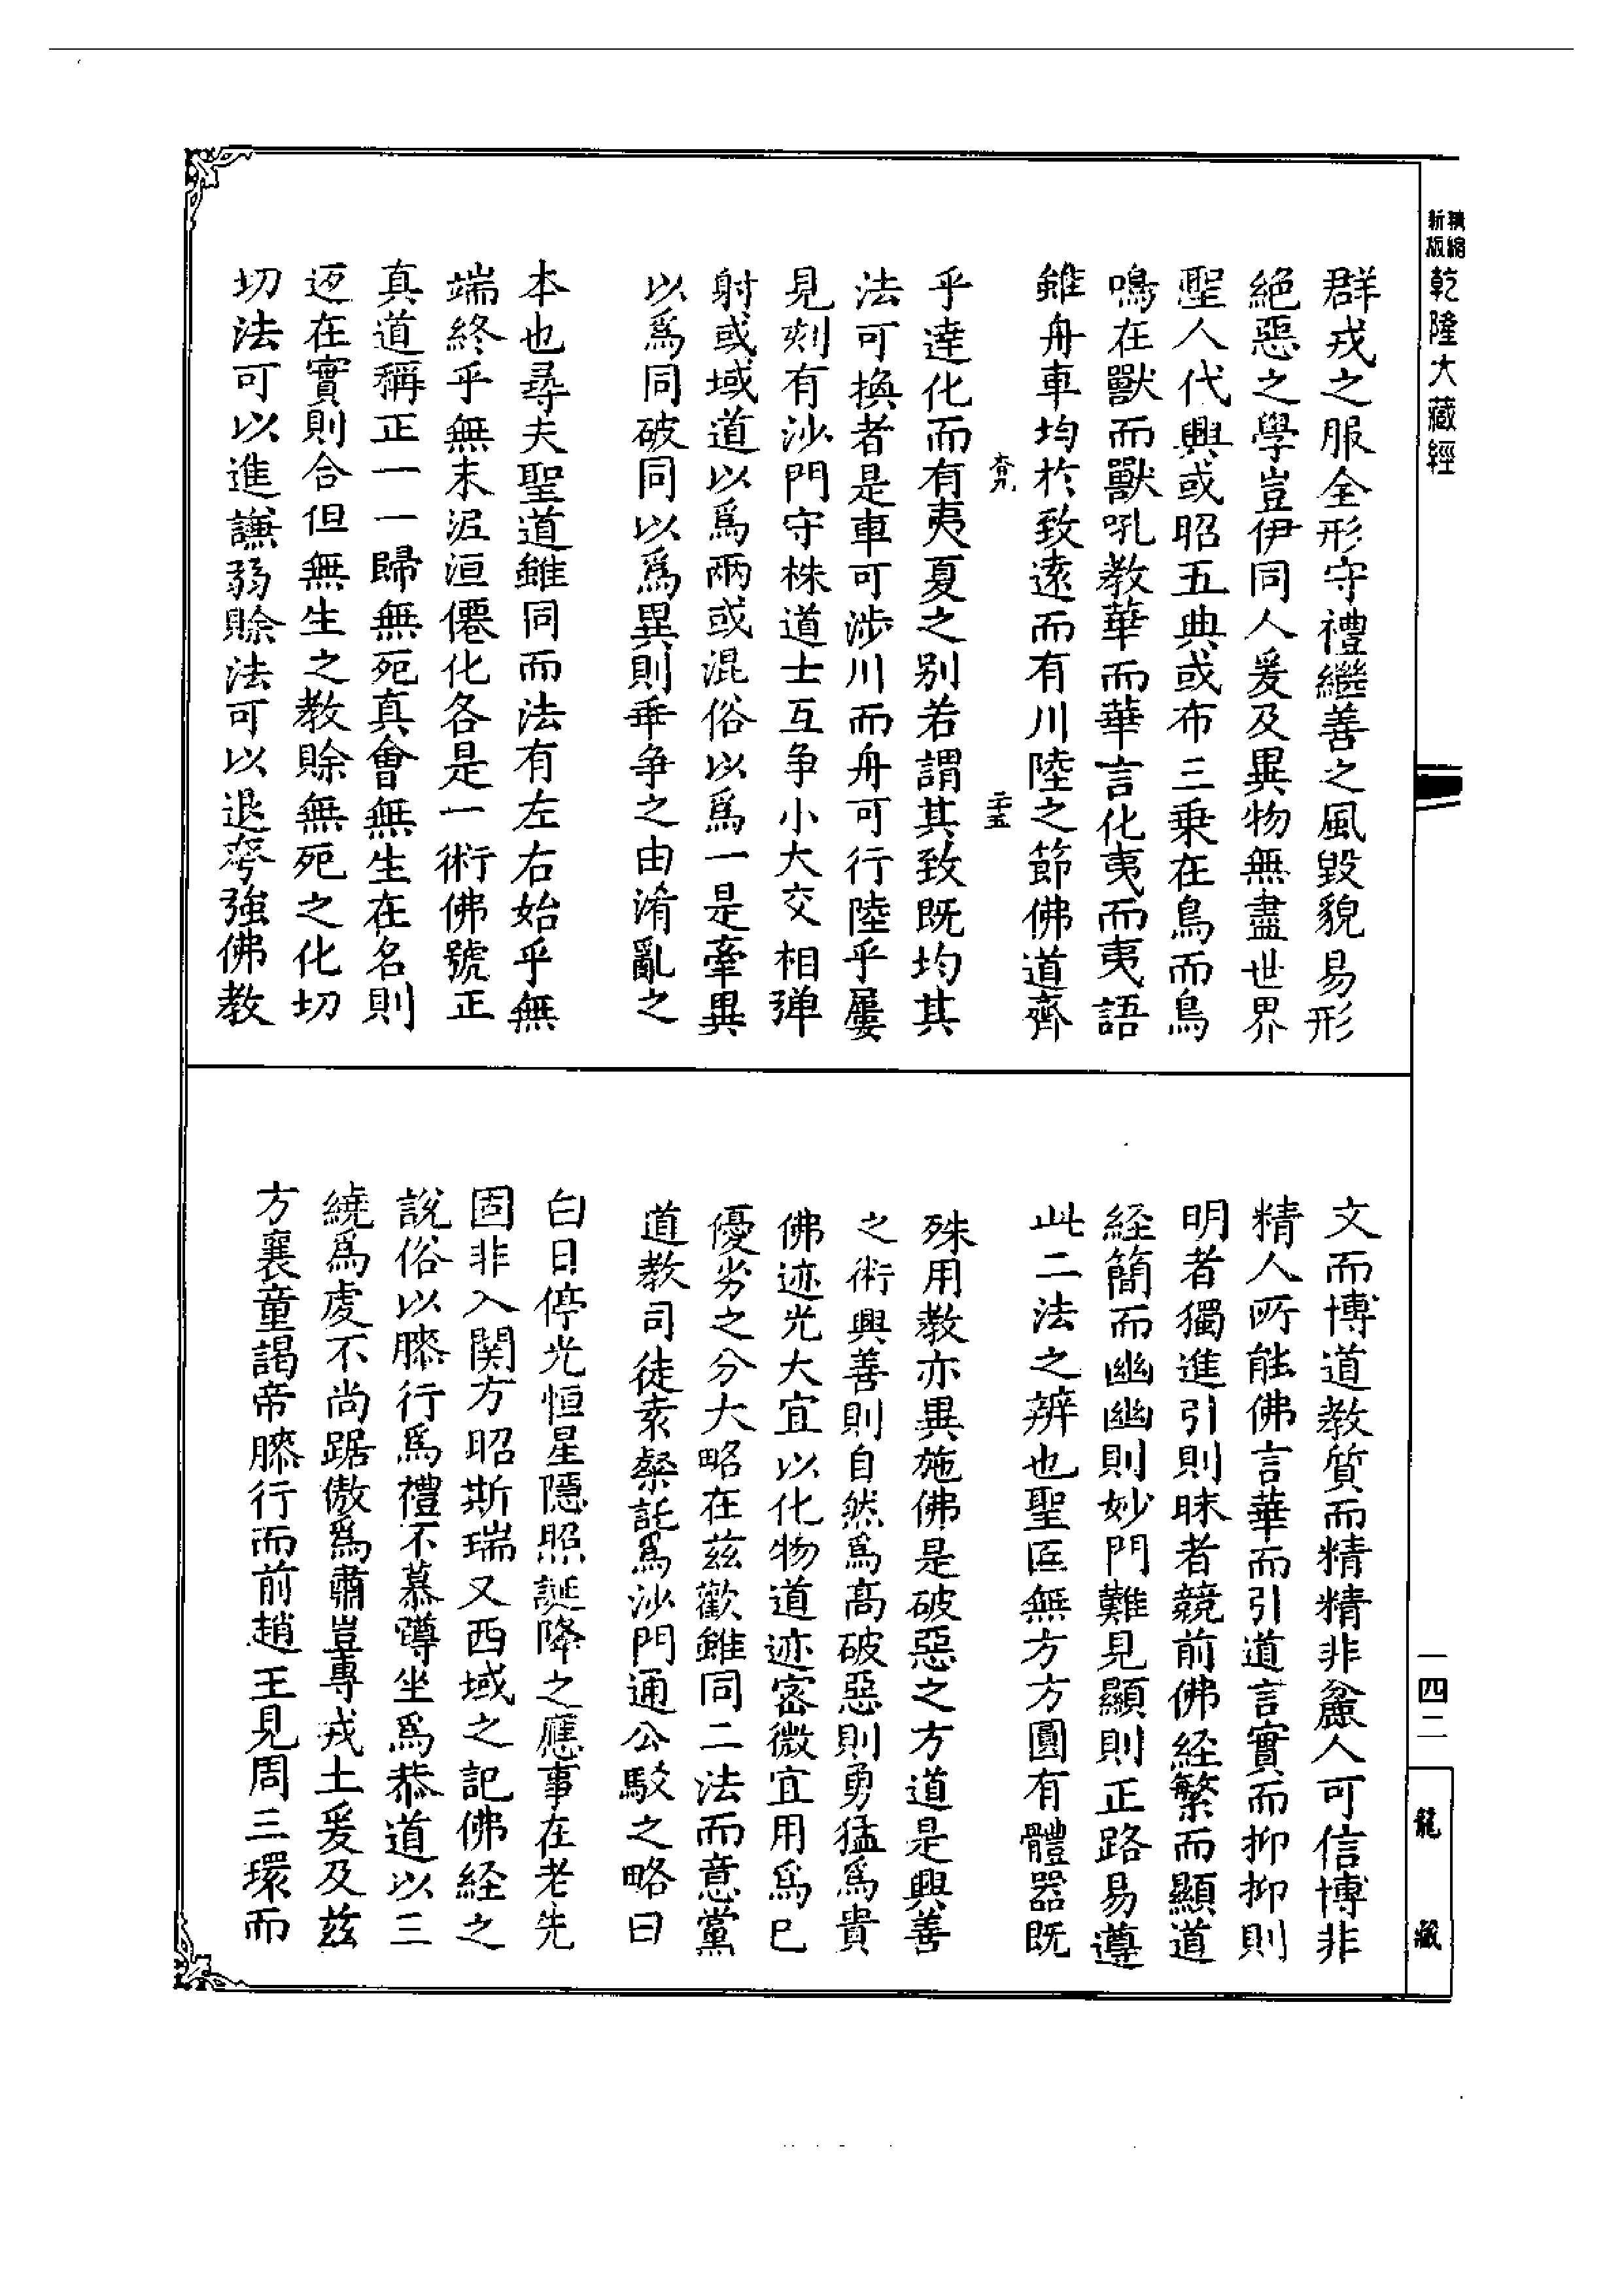 精縮
新版
乾隆大藏經
群戎之服全形守禮繼善之風毀貌易形
絕惡之學豈伊同人爰及異物無盡世界
聖人代興或昭五典或布三乗在鳥而鳥
鳴在獸而獸吼教華而華言化夷而夷語
雖舟車均於致遠而有川陸之節佛道齊
乎達化而有夷夏之别若謂其致既均其
法可換者是車可涉川而舟可行陸乎屢
見刻有沙門守株道士互争小大交相弹
射或域道以爲兩或混俗以爲一是牽異
以爲同破同以爲異則乖争之由淆亂之
本也尋夫聖道雖同而法有左右始乎無
端終乎無末泥洹僊化各是一術佛號正
真道稱正一一歸無死真會無生在名則
逈在實則合但無生之教賖無死之化切
切法可以進謙弱賖法可以退夸強佛教
文而博道教質而精精非麤人可信博非
精人所能佛言華而引道言實而抑抑則
明者獨進引則昧者競前佛経繁而顯道
経簡而幽幽則妙門難見顯則正路易遵
此二法之辨也聖匠無方方圓有體器既
殊用教亦異施佛是破惡之方道是興善
之術興善則自然爲高破惡則勇猛爲貴
佛迹光大宜以化物道迹密微宜用爲已
優劣之分大略在茲歡雖同二法而意黨
道教司徒袁粲託爲沙門通公駮之略曰
白日停光恒星隱照誕降之應事在老先
固非入関方昭斯瑞又西域之記佛経之
說俗以膝行爲禮不慕蹲坐爲恭道以三
繞爲虔不尚踞傲爲肅豈專戎土爰及茲
方襄童謁帝膝行而前趙王見周三環而
一四二
龍
藏